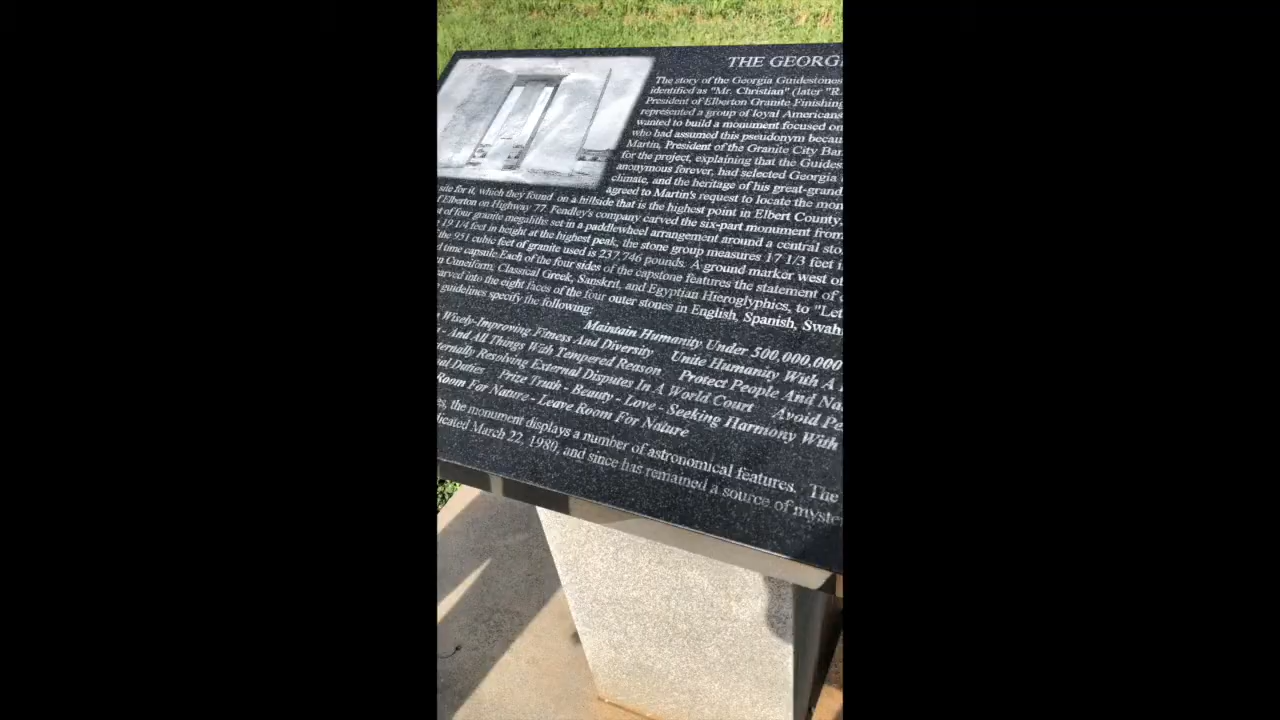 THE GEORG
The story of the Georgia Guidestones
identified as "Mr. Christian" (later "R.
President of Elberton Granite Finishing
represented a group of loyal Americans
wanted to build a monument focused on
who had assumed this pseudonym becau
Martin, President of the Granite City Ban
for the project, explaining that the Guides
anonymous forever, had selected Georgia
climate, and the heritage of his great-grand
agreed to Martin's request to locate the mon
site for it, which they found on a hillside that is the highest point in Elbert County,
f Elberton on Highway 77. Fendley's company carved the six-part monument from
t of four granite megaliths set in a paddlewheel arrangement around a central sto
19 1/4 feet in height at the highest peak, the stone group measures 17 1/3 feet i
the 951 cubic feet of granite used is 237,746 pounds. A ground marker west of
d time capsule. Each of the four sides of the capstone features the statement of
n Cuneiform, Classical Greek, Sanskrit, and Egyptian Hieroglyphics, to "Let
arved into the eight faces of the four outer stones in English, Spanish, Swah
guidelines specify the following:
Maintain Humanity Under 500,000,000
Wisely-Improving Fitness And Diversity Unite Humanity With A
- And All Things With Tempered Reason Protect People And Na
ternally Resolving External Disputes In A World Court Avoid Pe
ial Duties Prize Truth - Beauty - Love - Seeking Harmony With
Room For Nature - Leave Room For Nature
es, the monument displays a number of astronomical features. The
dicated March 22, 1980, and since has remained a source of myste